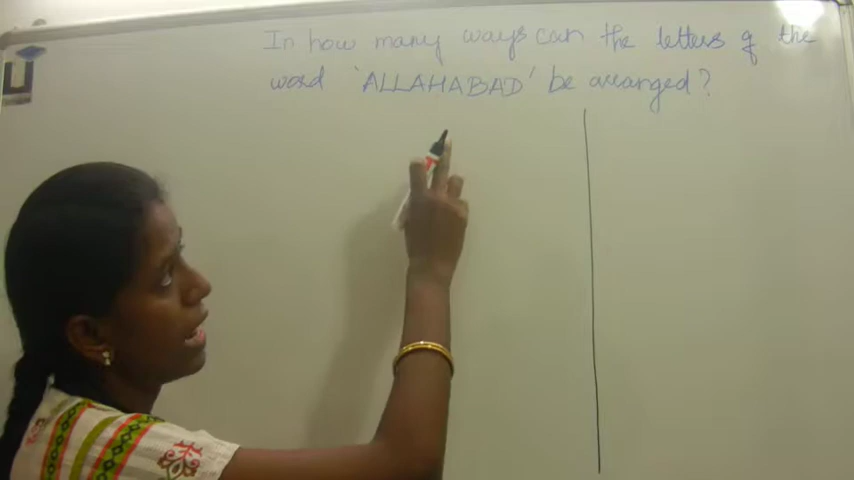 In how many ways can the letters of the
word 'ALLAHABAD' be arranged?
U